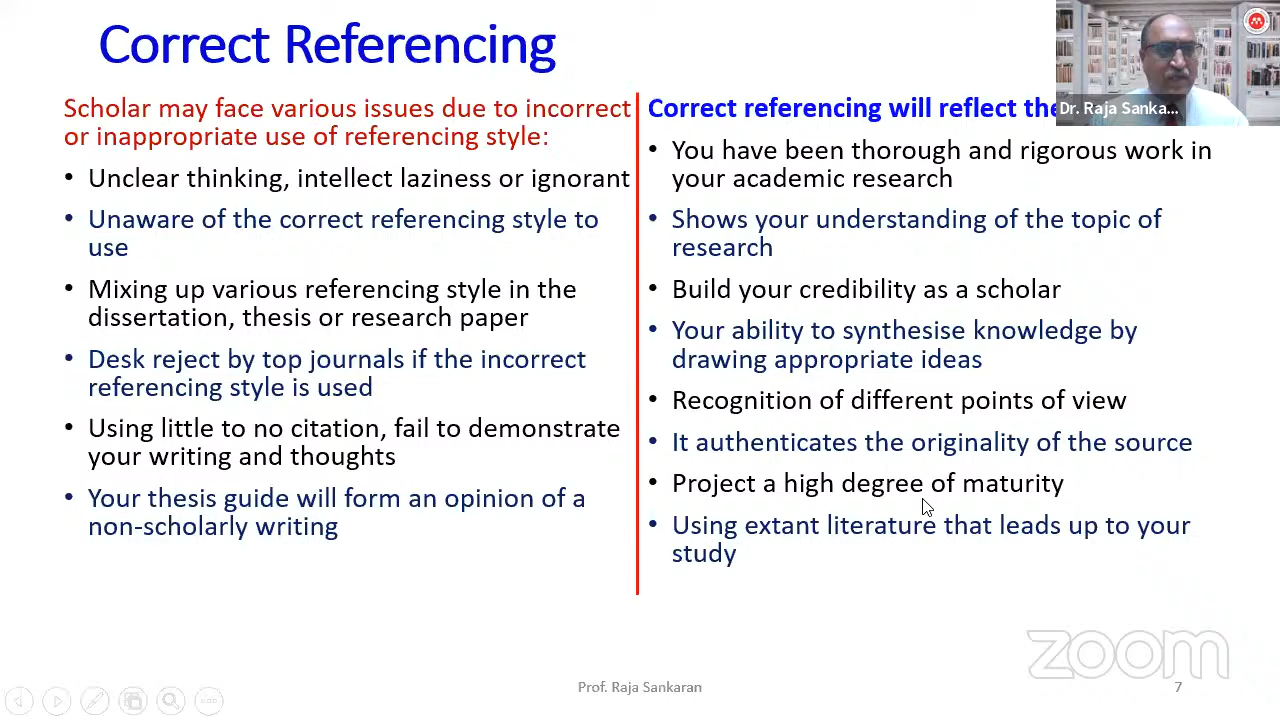 Correct Referencing
Scholar may face various issues due to incorrect
or inappropriate use of referencing style:
• Unclear thinking, intellect laziness or ignorant
• Unaware of the correct referencing style to
use
• Mixing up various referencing style in the
dissertation, thesis or research paper
• Desk reject by top journals if the incorrect
referencing style is used
• Using little to no citation, fail to demonstrate
your writing and thoughts
• Your thesis guide will form an opinion of a
non-scholarly writing
Correct referencing will reflect the
• You have been thorough and rigorous work in
your academic research
• Shows your understanding of the topic of
research
• Build your credibility as a scholar
• Your ability to synthesise knowledge by
drawing appropriate ideas
• Recognition of different points of view
• It authenticates the originality of the source
• Project a high degree of maturity
• Using extant literature that leads up to your
study
Dr. Raja Sanka...
zoom
Prof. Raja Sankaran
7